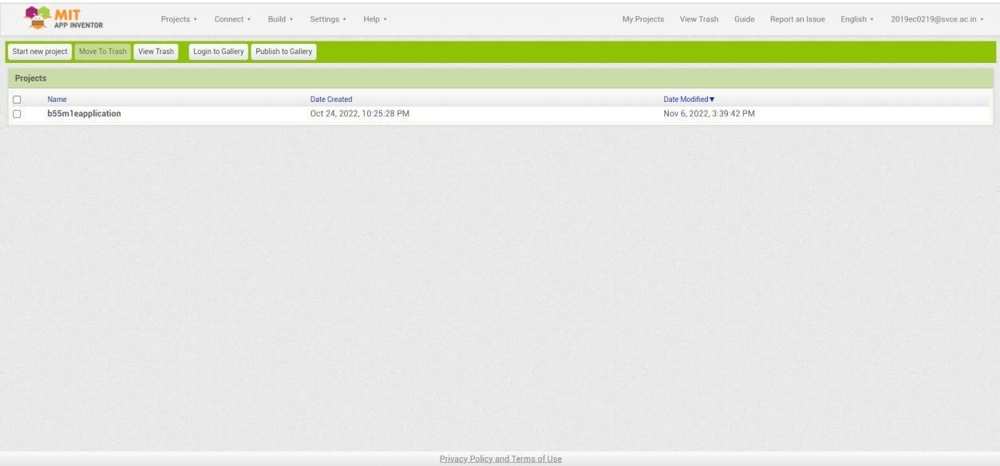 MIT
APP INVENTOR
Projects Connect Build Settings Help My Projects View Trash Guide Report an Issue English 2019ec0219@svce.ac.in
Start new project Move To Trash View Trash Login to Gallery Publish to Gallery
Projects
Name Date Created Date Modified▼
b55m1eapplication Oct 24, 2022, 10:25:28 PM Nov 6, 2022, 3:39:42 PM
Privacy Policy and Terms of Use